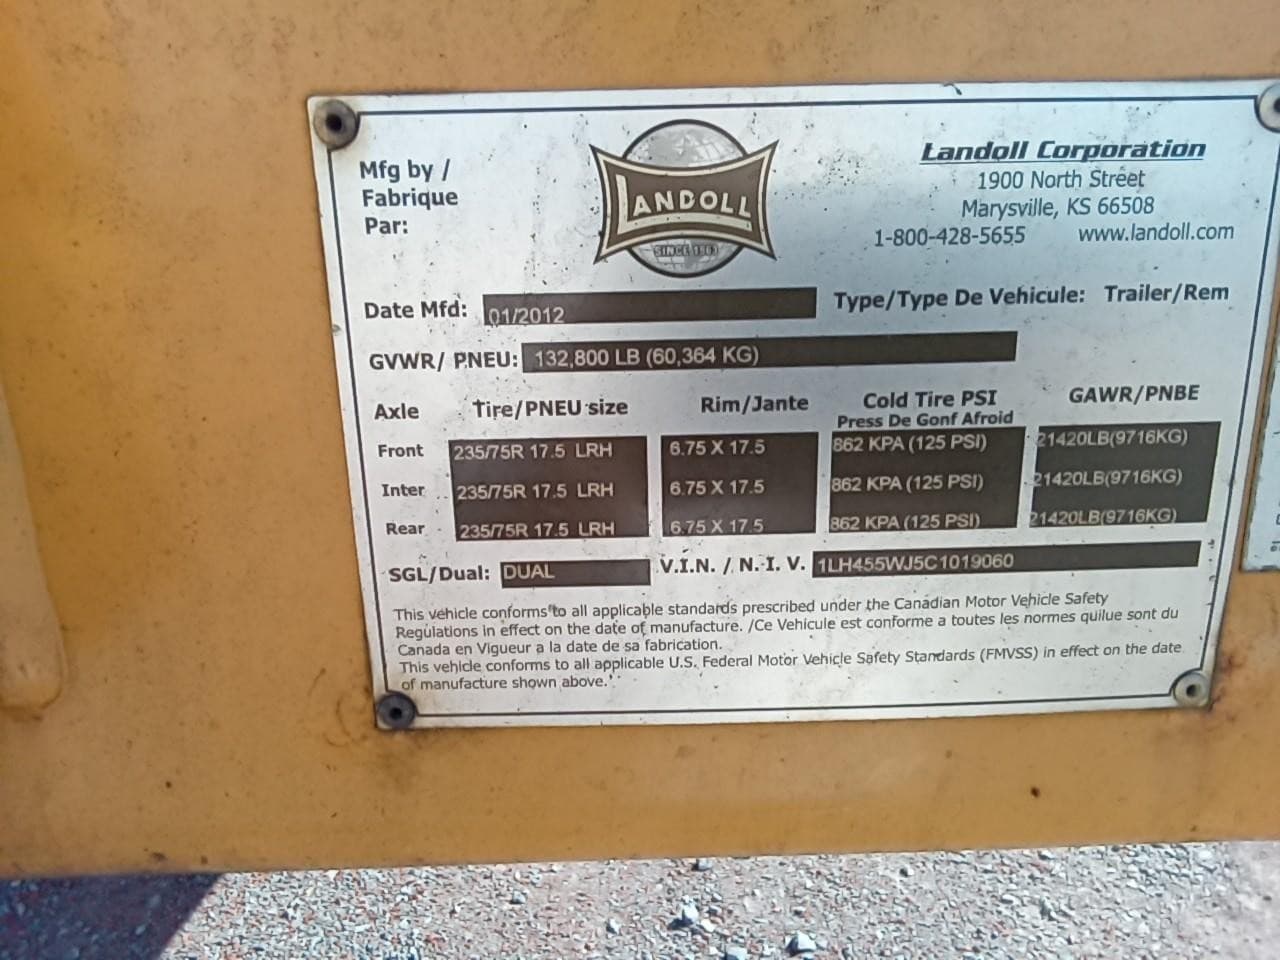 Mfg by /
Fabrique
Par:
LANDOLL
SINCE 1963
Landoll Corporation
1900 North Street
Marysville, KS 66508
1-800-428-5655 www.landoll.com
Date Mfd: 01/2012 Type/Type De Vehicule: Trailer/Rem
GVWR/ PNEU: 132,800 LB (60,364 KG)
Axle Tire/PNEU size Rim/Jante Cold Tire PSI GAWR/PNBE
Press De Gonf Afroid
Front 235/75R 17.5 LRH 6.75 X 17.5 862 KPA (125 PSI) 21420LB(9716KG)
Inter 235/75R 17.5 LRH 6.75 X 17.5 862 KPA (125 PSI) 21420LB(9716KG)
Rear 235/75R 17.5 LRH 6.75 X 17.5 862 KPA (125 PSI) 21420LB(9716KG)
SGL/Dual: DUAL V.I.N. / N. I. V. 1LH455WJ5C1019060
This vehicle conforms to all applicable standards prescribed under the Canadian Motor Vehicle Safety
Regulations in effect on the date of manufacture. /Ce Vehicule est conforme a toutes les normes quilue sont du
Canada en Vigueur a la date de sa fabrication.
This vehicle conforms to all applicable U.S. Federal Motor Vehicle Safety Standards (FMVSS) in effect on the date
of manufacture shown above.